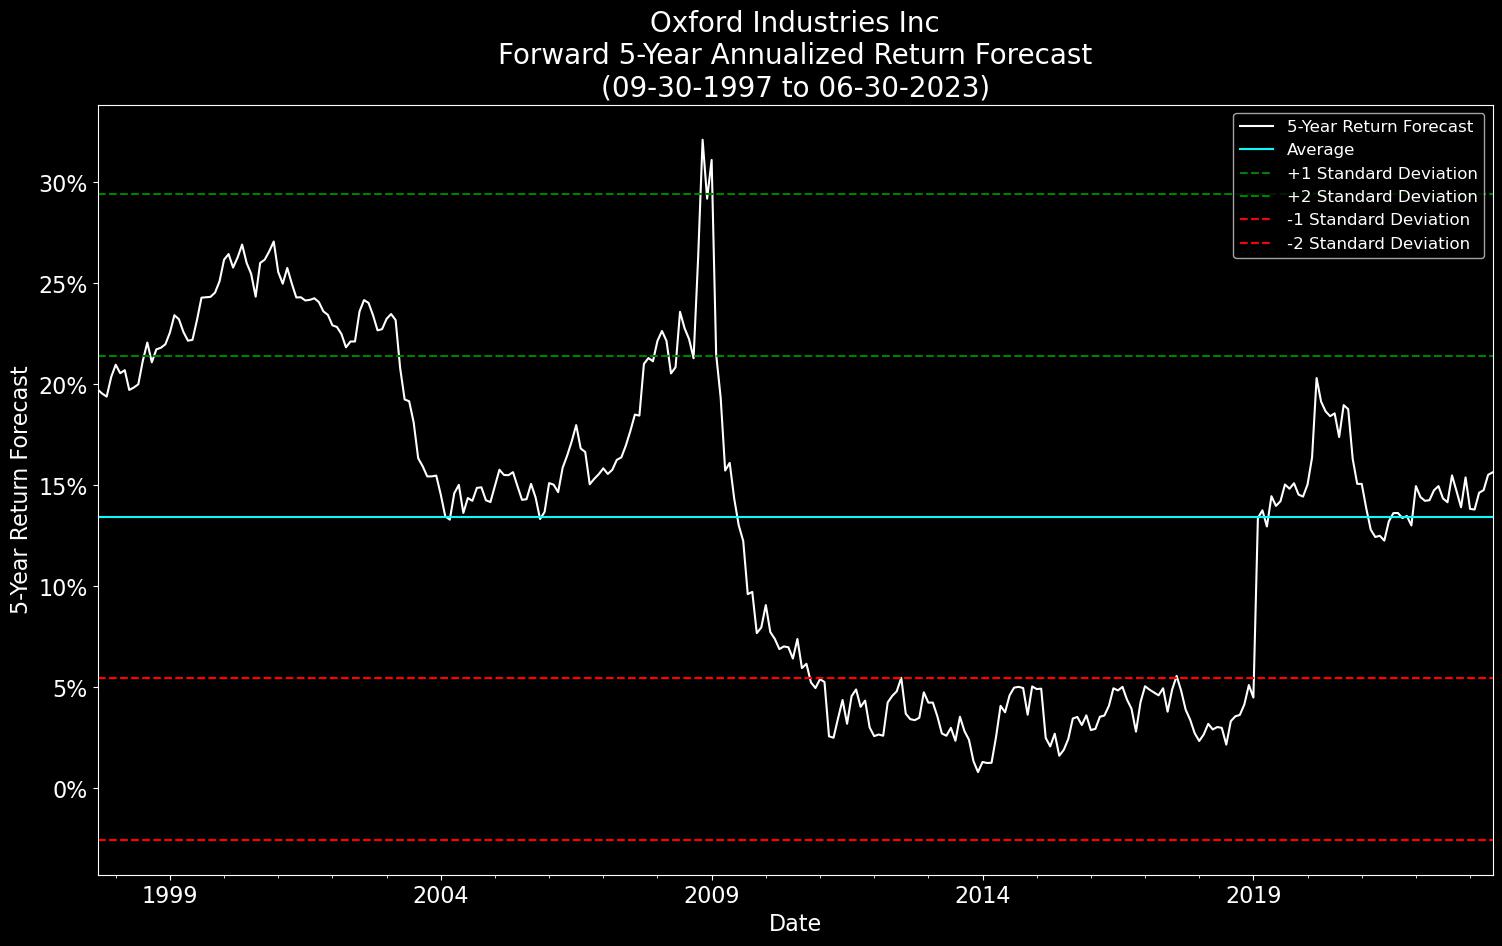 Oxford Industries Inc
Forward 5-Year Annualized Return Forecast
(09-30-1997 to 06-30-2023)
5-Year Return Forecast
Average
+1 Standard Deviation
+2 Standard Deviation
-1 Standard Deviation
-2 Standard Deviation
30%
25%
20%
15%
10%
5%
0%
5-Year Return Forecast
1999
2004
2009
2014
2019
Date